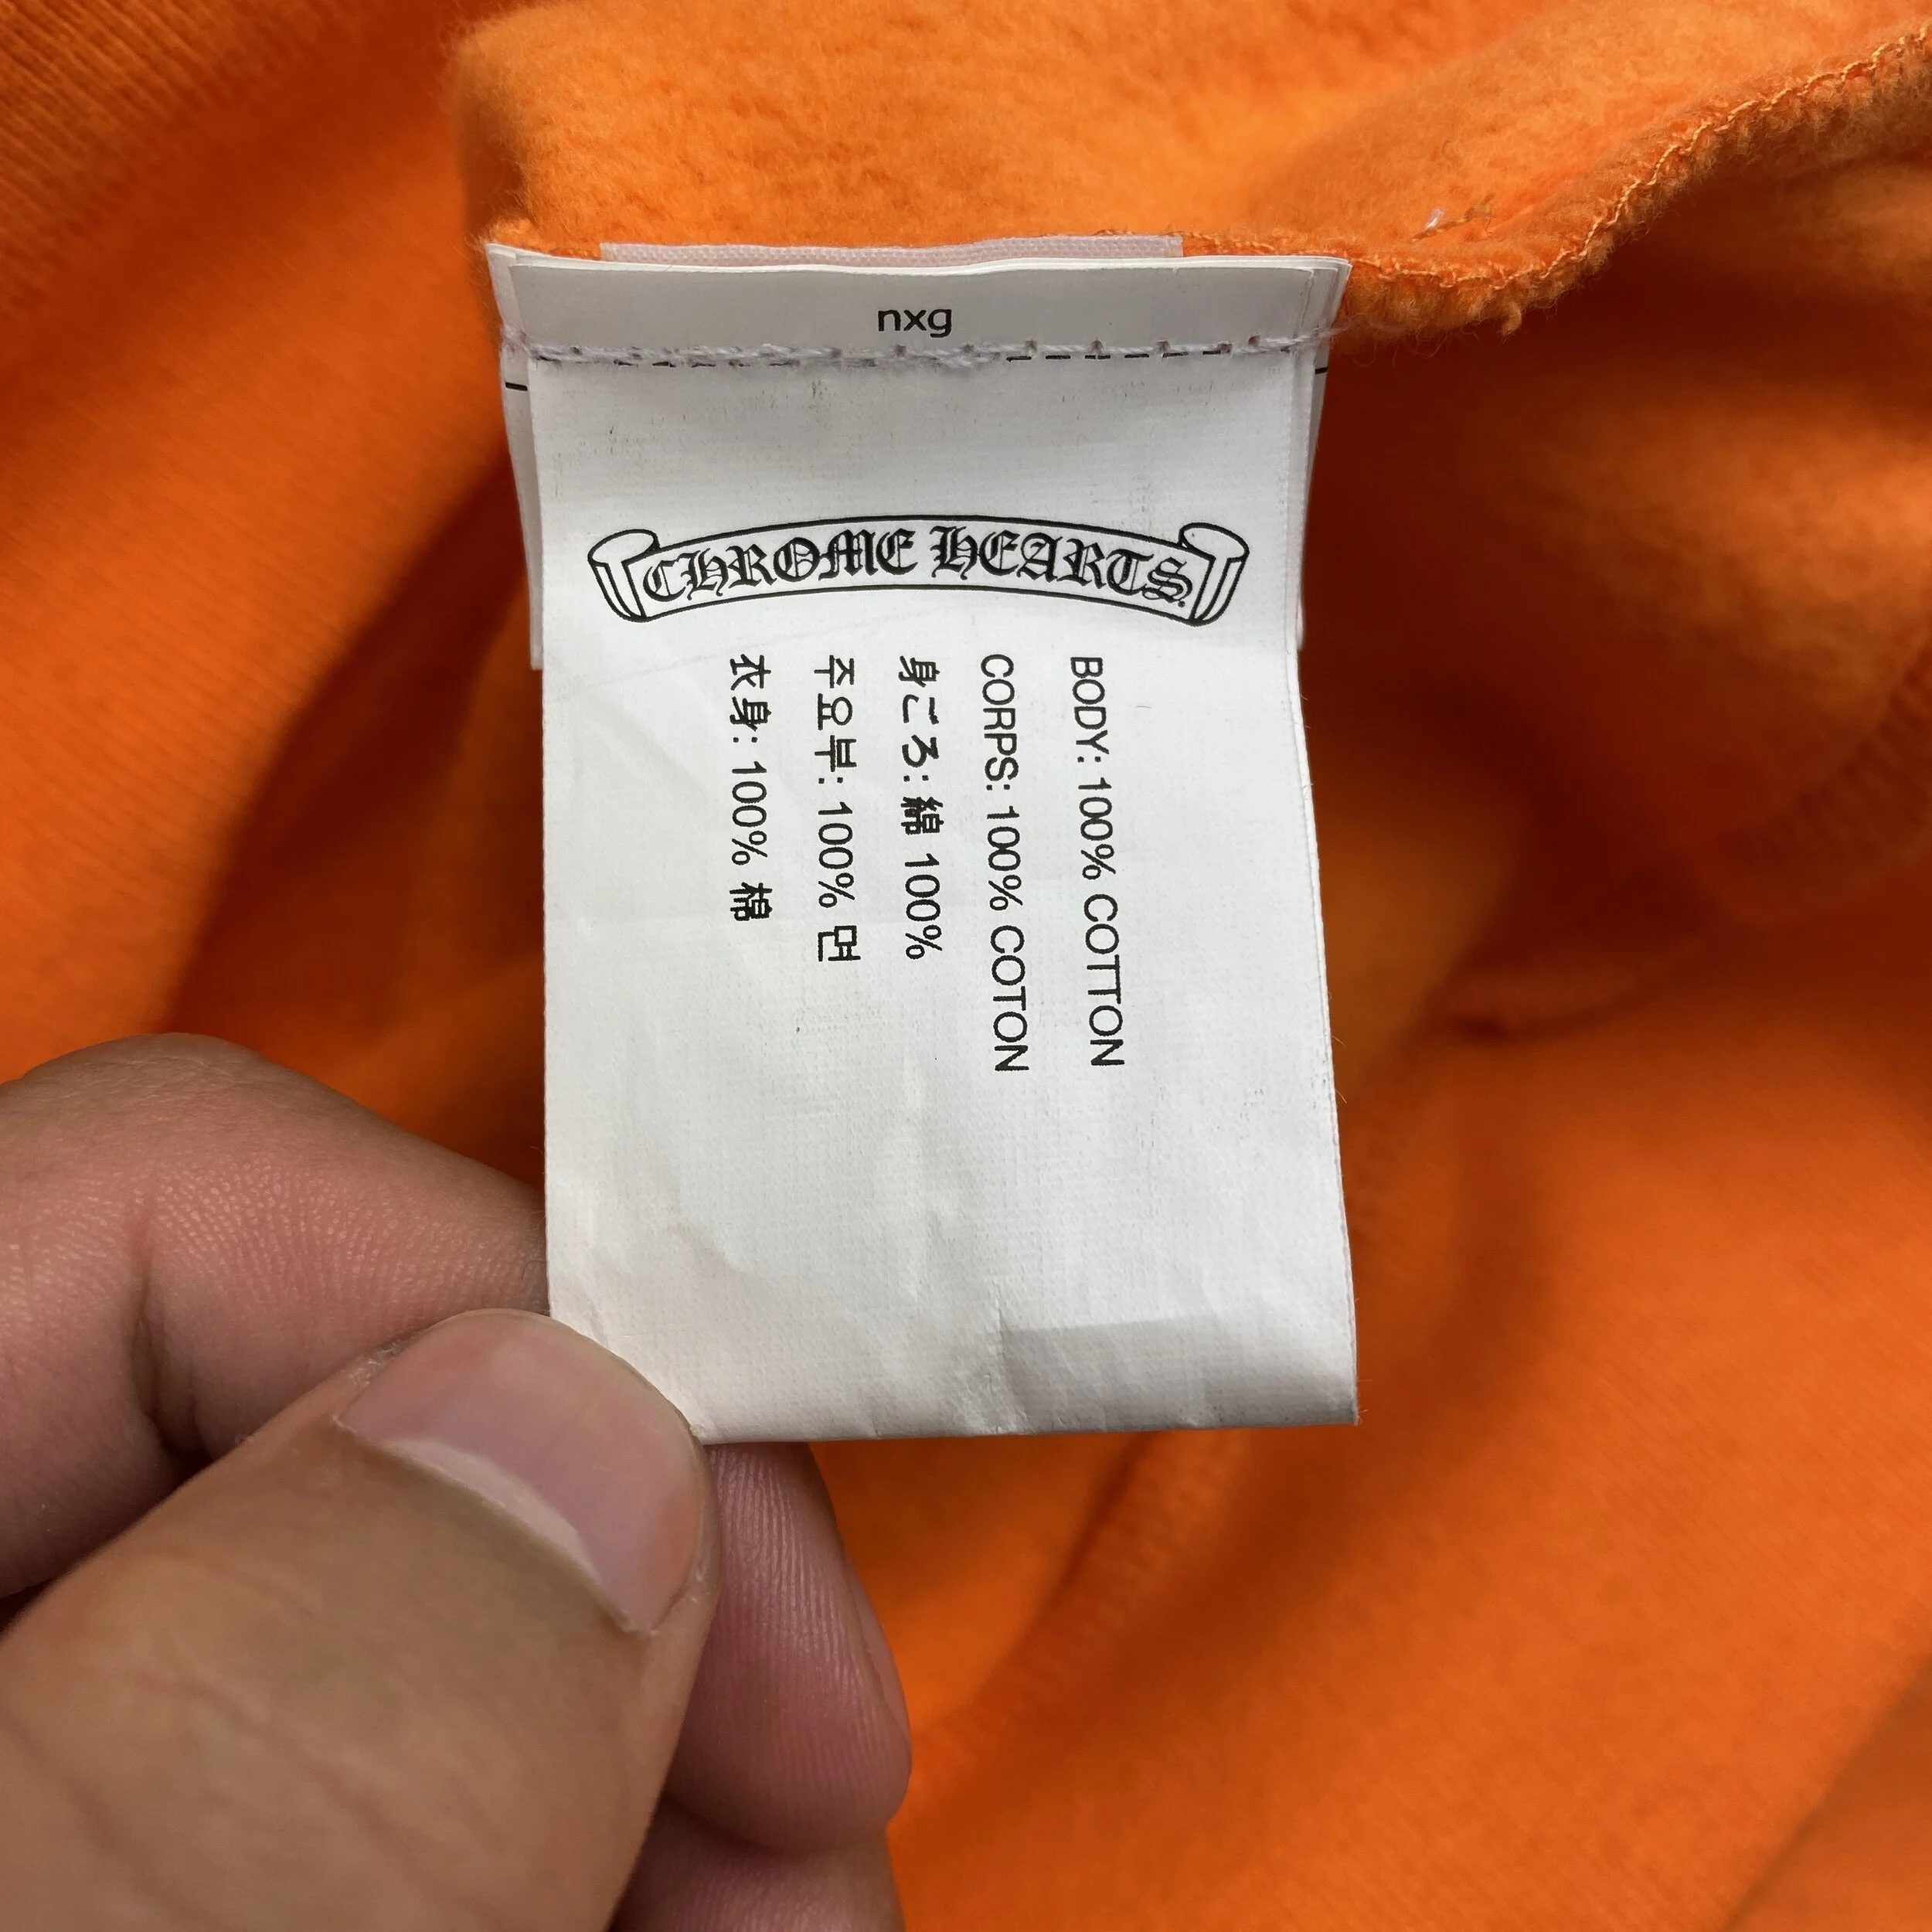 nxg
CHROME HEARTS
BODY: 100% COTTON
CORPS: 100% COTON
身ごろ: 綿 100%
주요부: 100% 면
衣身: 100% 棉